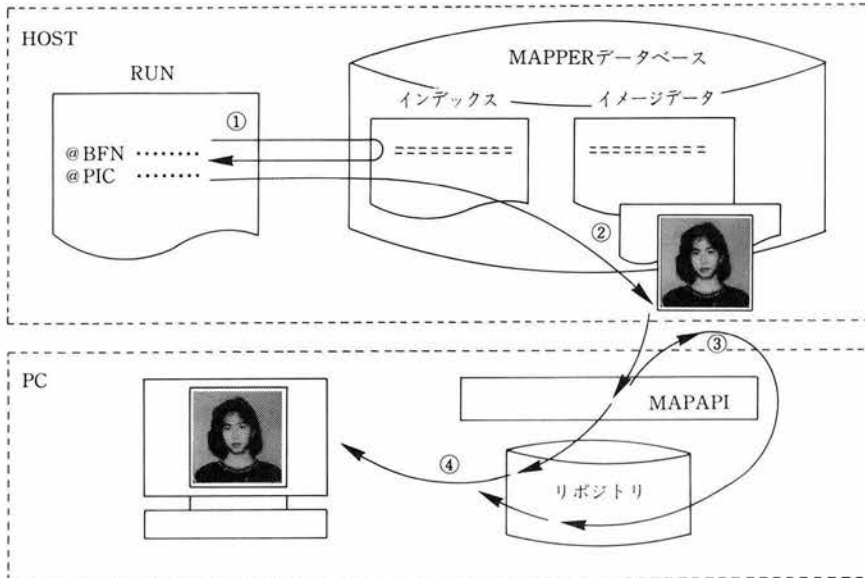 HOST
RUN
@BFN ········
@PIC ········
①
MAPPERデータベース
インデックス
イメージデータ
②
③
PC
MAPAPI
④
リポジトリ